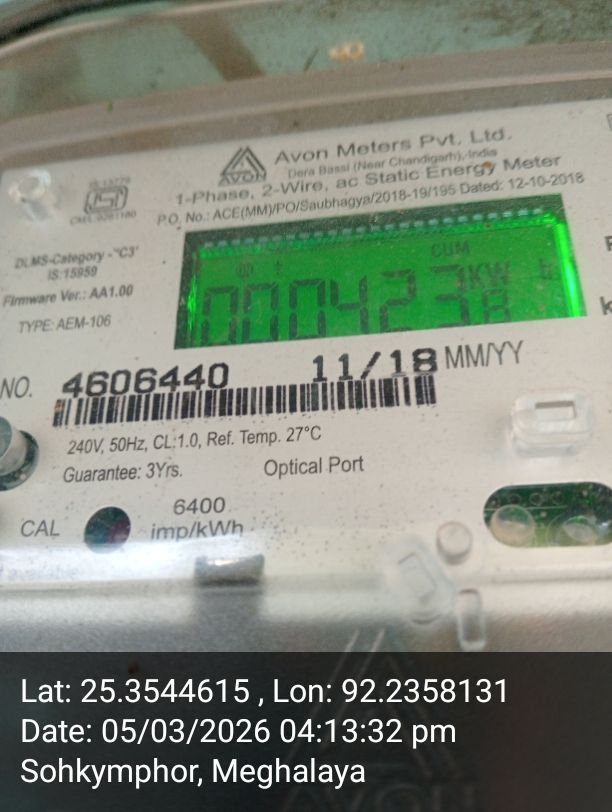 Avon Meters Pvt. Ltd.
Dera Bassi (Near Chandigarh), India
AVON
1-Phase, 2-Wire, ac Static Energy Meter
P.O. No.: ACE(MM)/PO/Saubhagya/2018-19/195 Dated: 12-10-2018
IS:13779
ISI
DLMS-Category -"C3'
IS:15959
Firmware Ver.: AA1.00
TYPE: AEM-106
CUM
KW
NO. 4606440 11/18 MM/YY
240V, 50Hz, CL:1.0, Ref. Temp. 27°C
Guarantee: 3Yrs. Optical Port
CAL
6400
imp/kWh
Lat: 25.3544615 , Lon: 92.2358131
Date: 05/03/2026 04:13:32 pm
Sohkymphor, Meghalaya